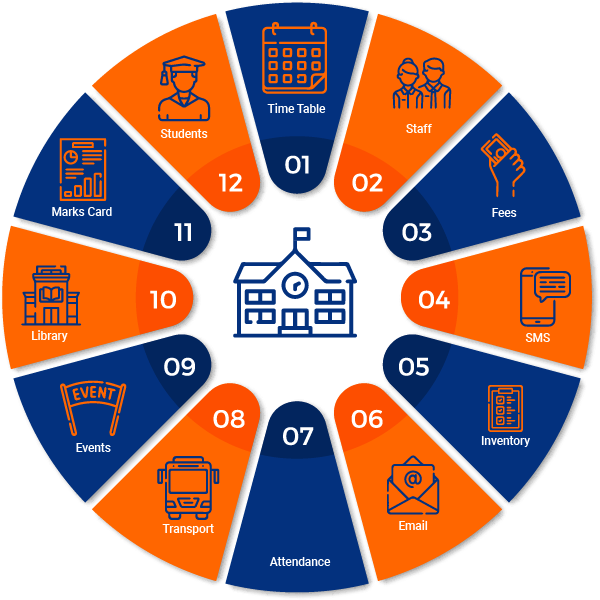 Time Table
01
Staff
02
Fees
03
SMS
04
Inventory
05
Email
@
06
Attendance
07
Transport
08
EVENT
Events
09
Library
10
Marks Card
11
Students
12